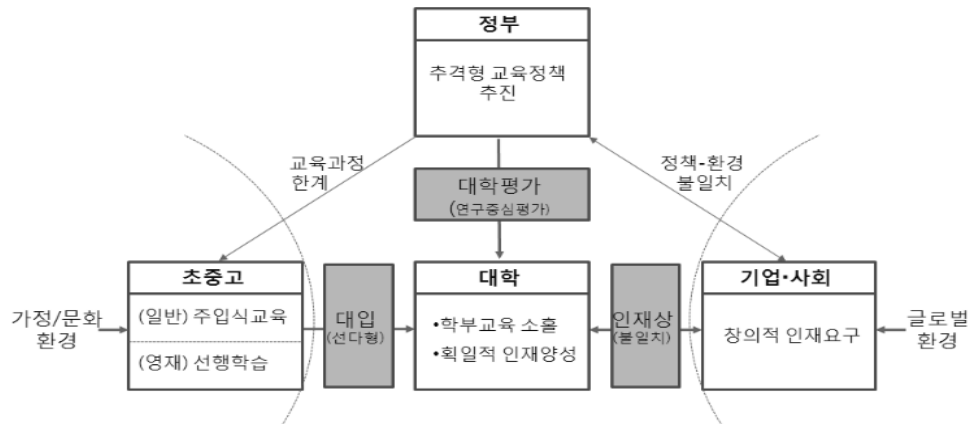 정부
추격형 교육정책
추진
교육과정
한계
정책-환경
불일치
대학평가
(연구중심평가)
초중고
대학
기업·사회
가정/문화
환경
(일반) 주입식교육
(영재) 선행학습
대입
(선다형)
•학부교육 소홀
•획일적 인재양성
인재상
(불일치)
창의적 인재요구
글로벌
환경